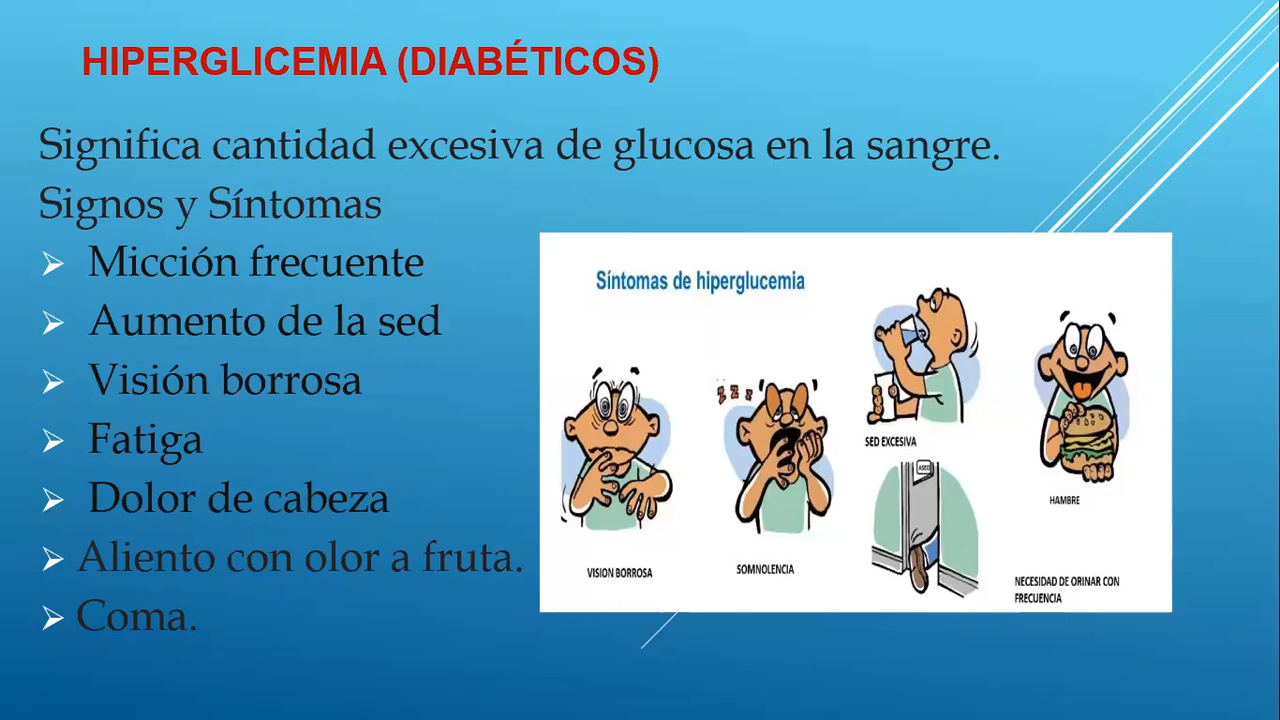 HIPERGLICEMIA (DIABÉTICOS)
Significa cantidad excesiva de glucosa en la sangre.
Signos y Síntomas
Micción frecuente
Aumento de la sed
Visión borrosa
Fatiga
Dolor de cabeza
Aliento con olor a fruta.
Coma.
Síntomas de hiperglucemia
Z Z Z
SED EXCESIVA
HAMBRE
VISION BORROSA
SOMNOLENCIA
NECESIDAD DE ORINAR CON
FRECUENCIA